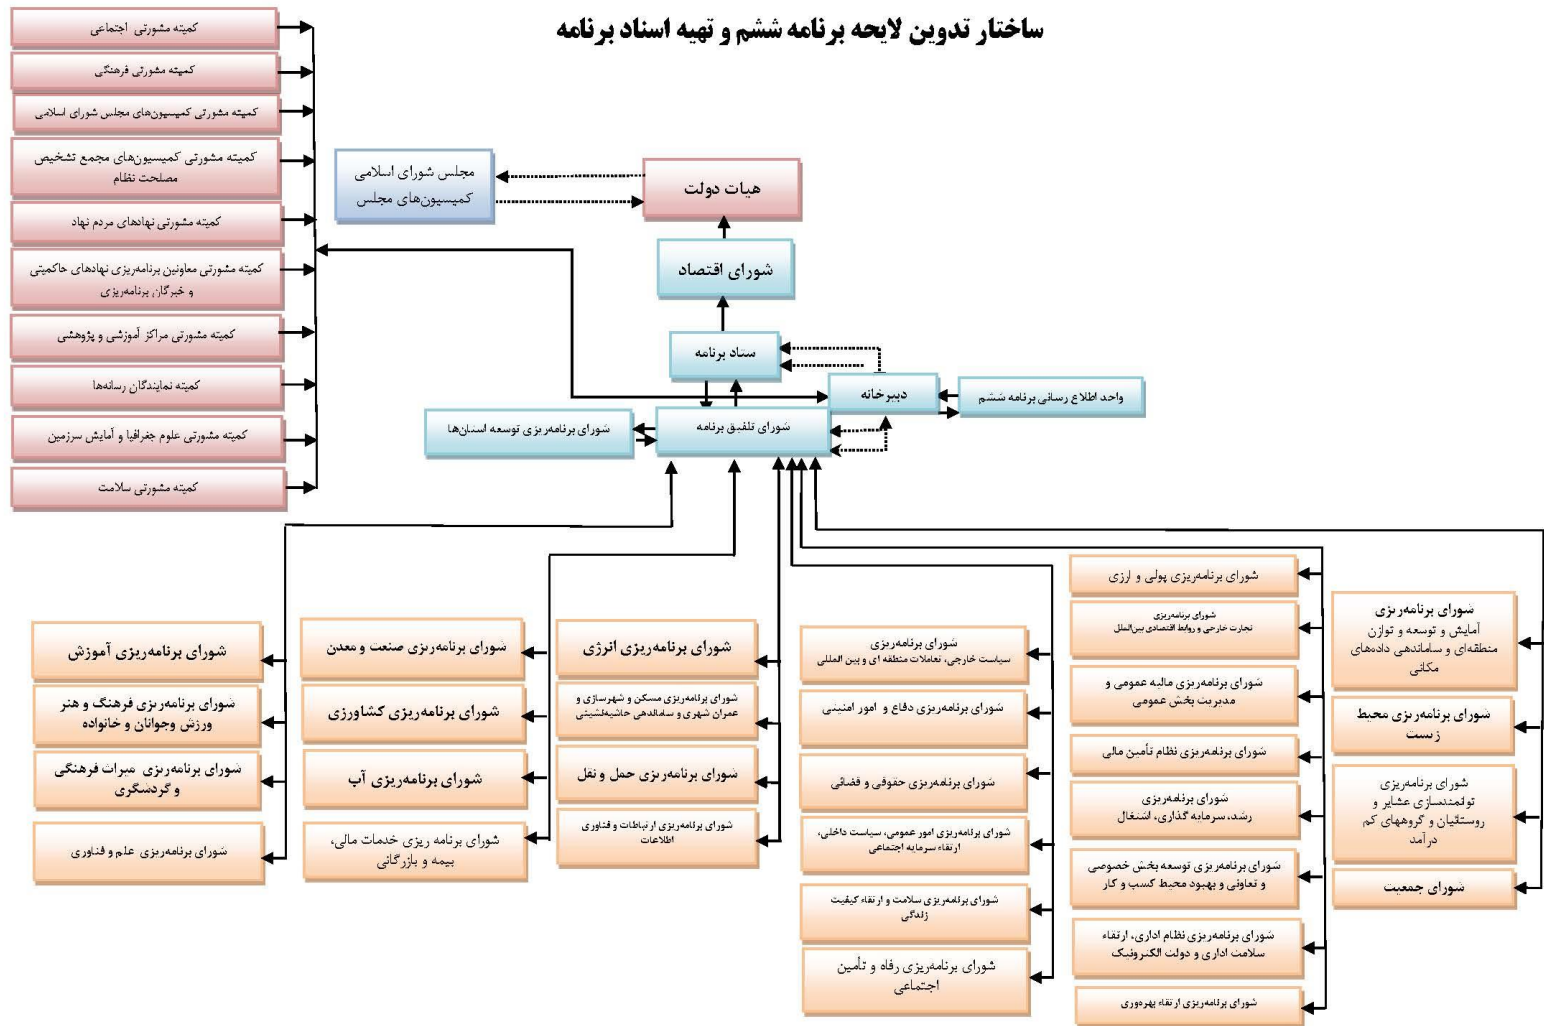 ساختار تدوین لایحه برنامه ششم و تهیه اسناد برنامه
کمیته مشورتی اجتماعی
کمیته مشورتی فرهنگی
کمیته مشورتی کمیسیون‌های مجلس شورای اسلامی
کمیته مشورتی کمیسیون‌های مجمع تشخیص
مصلحت نظام
کمیته مشورتی نهادهای مردم نهاد
کمیته مشورتی معاونین برنامه‌ریزی نهادهای حاکمیتی
و خبرگان برنامه‌ریزی
کمیته مشورتی مراکز آموزشی و پژوهشی
کمیته نمایندگان رسانه‌ها
کمیته مشورتی علوم جغرافیا و آمایش سرزمین
کمیته مشورتی سلامت
هیات دولت
مجلس شورای اسلامی
کمیسیون‌های مجلس
شورای اقتصاد
ستاد برنامه
دبیرخانه
واحد اطلاع رسانی برنامه ششم
شورای تلفیق برنامه
شورای برنامه‌ریزی توسعه استان‌ها
شورای برنامه‌ریزی
آمایش و توسعه و توازن
منطقه‌ای و ساماندهی داده‌های
مکانی
شورای برنامه‌ریزی محیط
زیست
شورای برنامه‌ریزی
توانمندسازی عشایر و
روستائیان و گروههای کم
درآمد
شورای جمعیت
شورای برنامه‌ریزی پولی و ارزی
شورای برنامه‌ریزی
تجارت خارجی و روابط اقتصادی بین‌الملل
شورای برنامه‌ریزی مالیه عمومی و
مدیریت بخش عمومی
شورای برنامه‌ریزی نظام تأمین مالی
شورای برنامه‌ریزی
رشد، سرمایه گذاری، اشتغال
شورای برنامه‌ریزی توسعه بخش خصوصی
و تعاونی و بهبود محیط کسب و کار
شورای برنامه‌ریزی نظام اداری، ارتقاء
سلامت اداری و دولت الکترونیک
شورای برنامه‌ریزی ارتقاء بهره‌وری
شورای برنامه‌ریزی
سیاست خارجی، تعاملات منطقه ای و بین المللی
شورای برنامه‌ریزی دفاع و امور امنیتی
شورای برنامه‌ریزی حقوقی و قضائی
شورای برنامه‌ریزی امور عمومی، سیاست داخلی،
ارتقاء سرمایه اجتماعی
شورای برنامه‌ریزی سلامت و ارتقاء کیفیت
زندگی
شورای برنامه‌ریزی رفاه و تأمین
اجتماعی
شورای برنامه‌ریزی انرژی
شورای برنامه‌ریزی مسکن و شهرسازی و
عمران شهری و ساماندهی حاشیه‌نشینی
شورای برنامه‌ریزی حمل و نقل
شورای برنامه‌ریزی ارتباطات و فناوری
اطلاعات
شورای برنامه‌ریزی صنعت و معدن
شورای برنامه‌ریزی کشاورزی
شورای برنامه‌ریزی آب
شورای برنامه ریزی خدمات مالی،
بیمه و بازرگانی
شورای برنامه‌ریزی آموزش
شورای برنامه‌ریزی فرهنگ و هنر
ورزش وجوانان و خانواده
شورای برنامه‌ریزی میراث فرهنگی
و گردشگری
شورای برنامه‌ریزی علم و فناوری